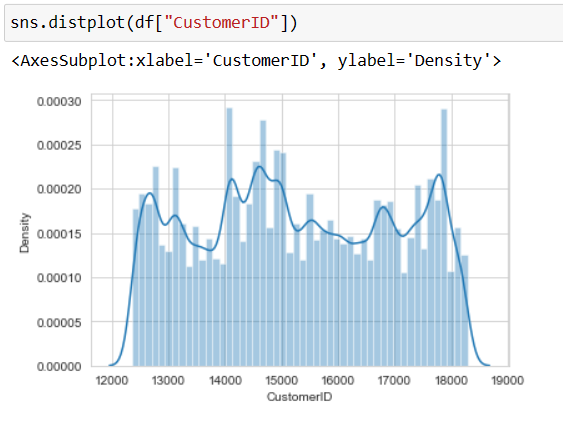 sns.distplot(df["CustomerID"])
<AxesSubplot:xlabel='CustomerID', ylabel='Density'>
0.00030
0.00025
0.00020
0.00015
0.00010
0.00005
0.00000
Density
12000 13000 14000 15000 16000 17000 18000 19000
CustomerID